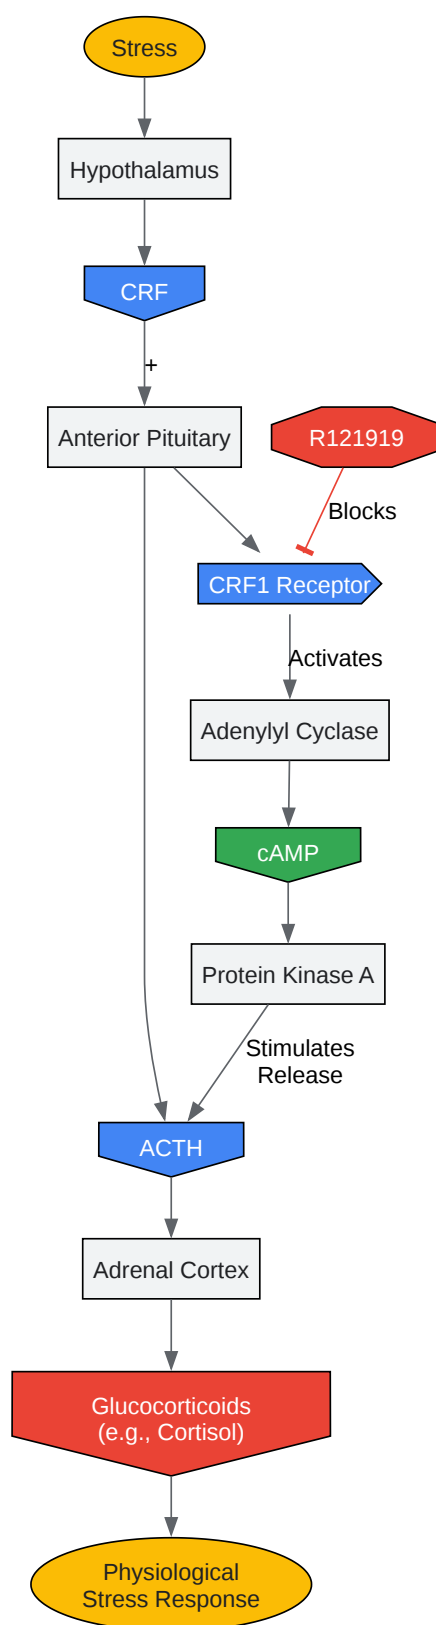 Stress
Hypothalamus
CRF
+
Anterior Pituitary
R121919
Blocks
CRF1 Receptor
Activates
Adenylyl Cyclase
cAMP
Protein Kinase A
Stimulates
Release
ACTH
Adrenal Cortex
Glucocorticoids
(e.g., Cortisol)
Physiological
Stress Response